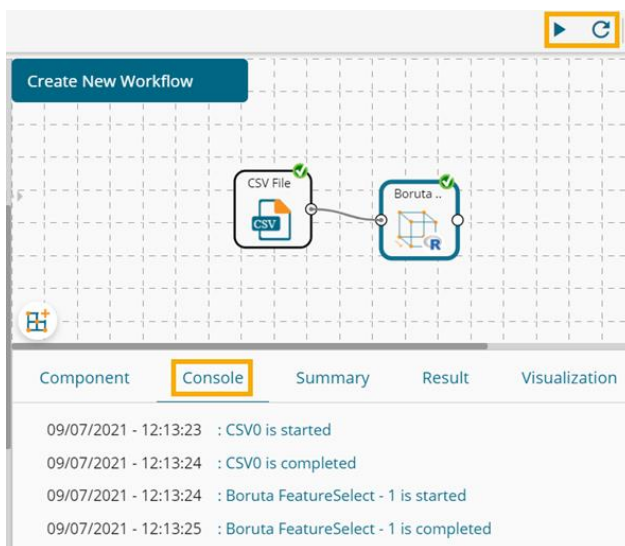 Create New Workflow
CSV File
CSV
Boruta ..
R
Component Console Summary Result Visualization
09/07/2021 - 12:13:23 : CSV0 is started
09/07/2021 - 12:13:24 : CSV0 is completed
09/07/2021 - 12:13:24 : Boruta FeatureSelect - 1 is started
09/07/2021 - 12:13:25 : Boruta FeatureSelect - 1 is completed